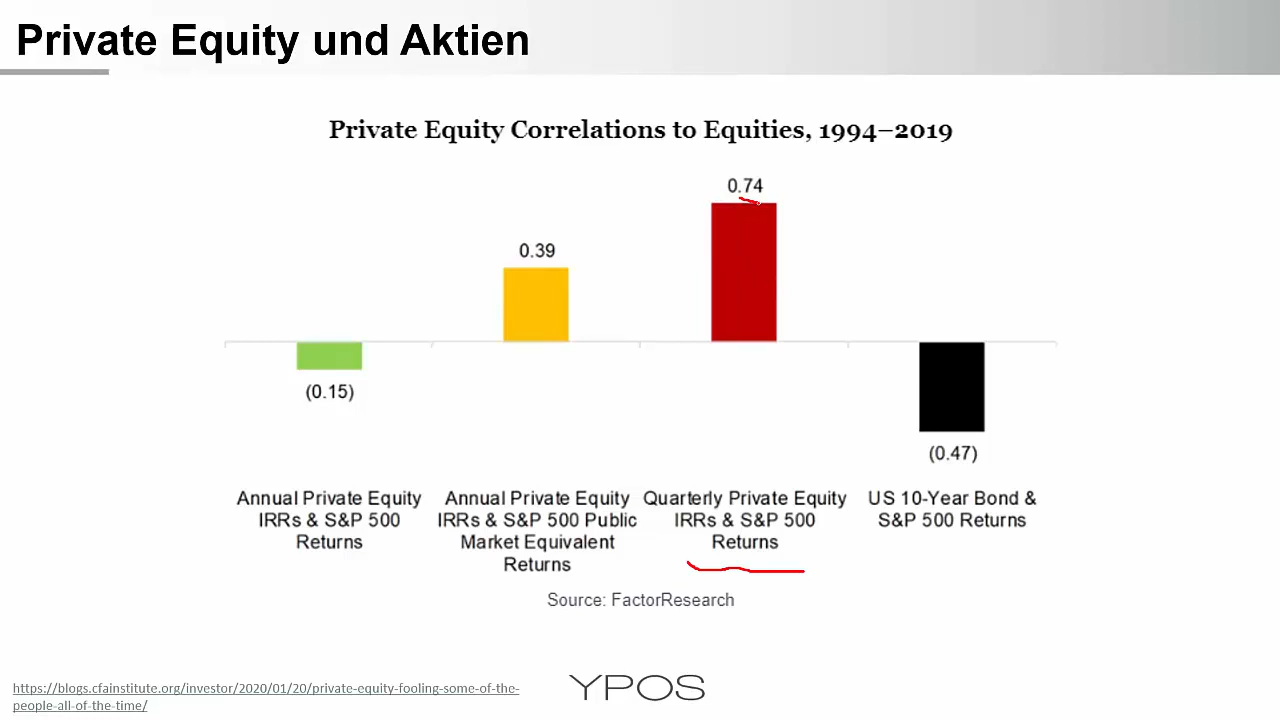 Private Equity und Aktien
Private Equity Correlations to Equities, 1994–2019
0.74
0.39
(0.15)
(0.47)
Annual Private Equity
IRRs & S&P 500
Returns
Annual Private Equity
IRRs & S&P 500 Public
Market Equivalent
Returns
Quarterly Private Equity
IRRs & S&P 500
Returns
US 10-Year Bond &
S&P 500 Returns
Source: FactorResearch
https://blogs.cfainstitute.org/investor/2020/01/20/private-equity-fooling-some-of-the-
people-all-of-the-time/
YPOS